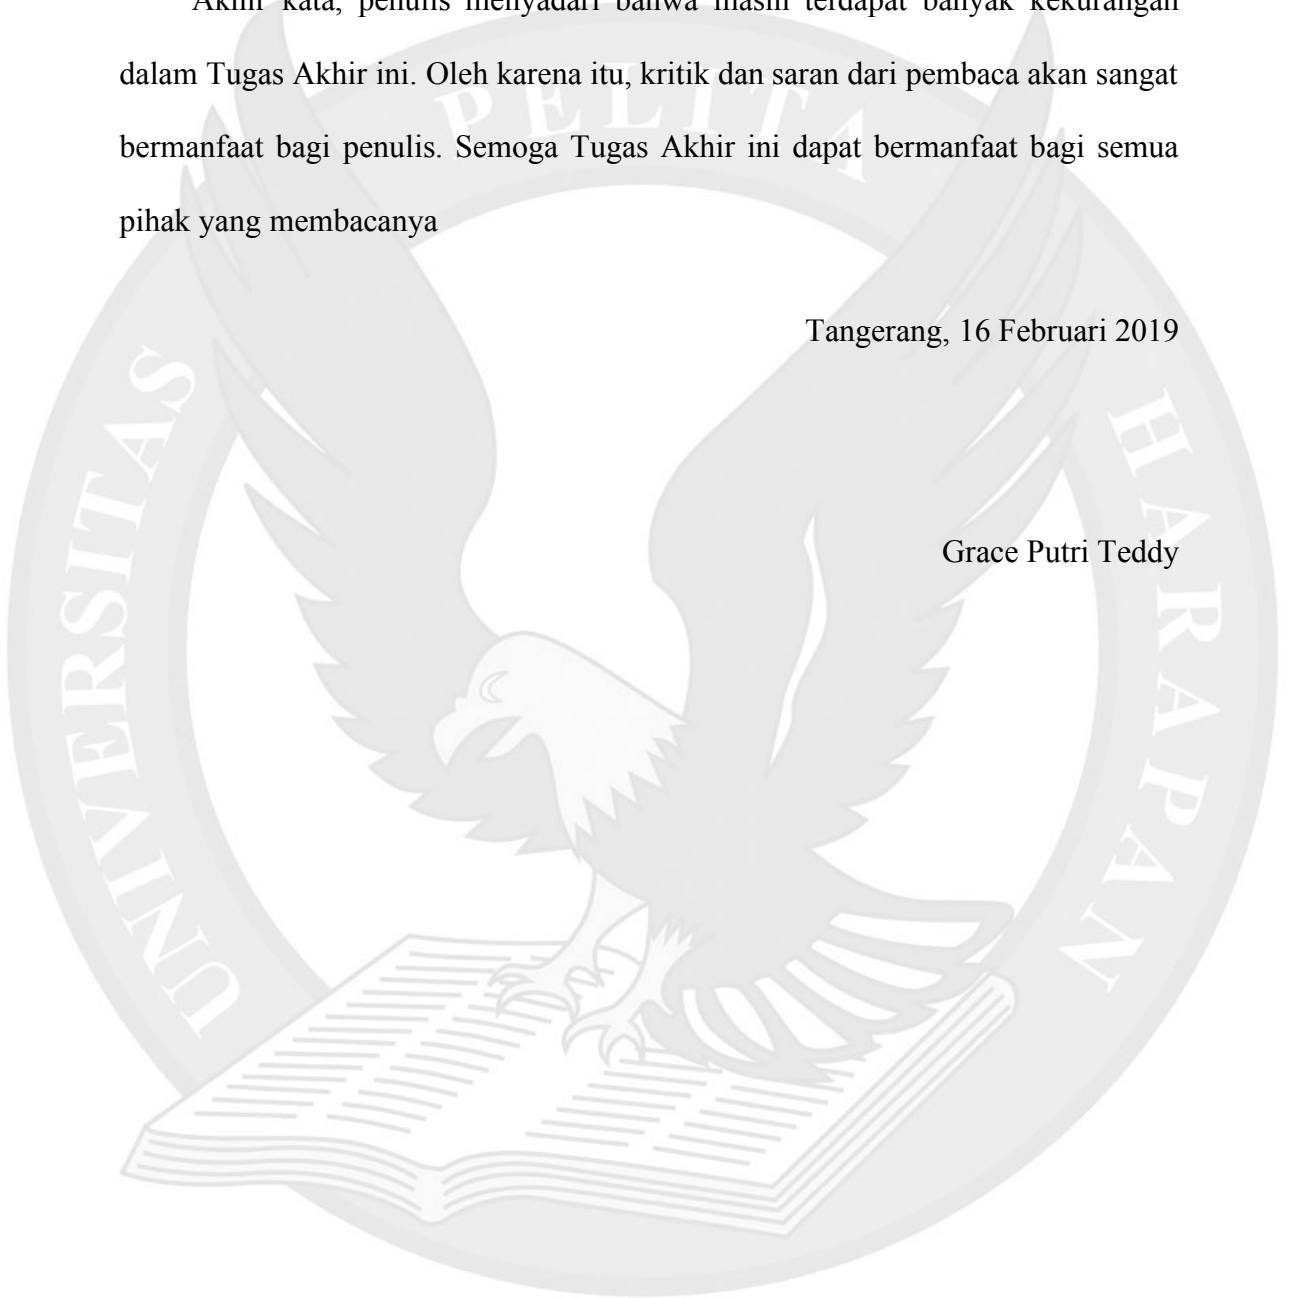 Akhir kata, penulis menyadari bahwa masih terdapat banyak kekurangan
dalam Tugas Akhir ini. Oleh karena itu, kritik dan saran dari pembaca akan sangat
bermanfaat bagi penulis. Semoga Tugas Akhir ini dapat bermanfaat bagi semua
pihak yang membacanya
Tangerang, 16 Februari 2019
Grace Putri Teddy
UNIVERSITAS PELITA HARAPAN